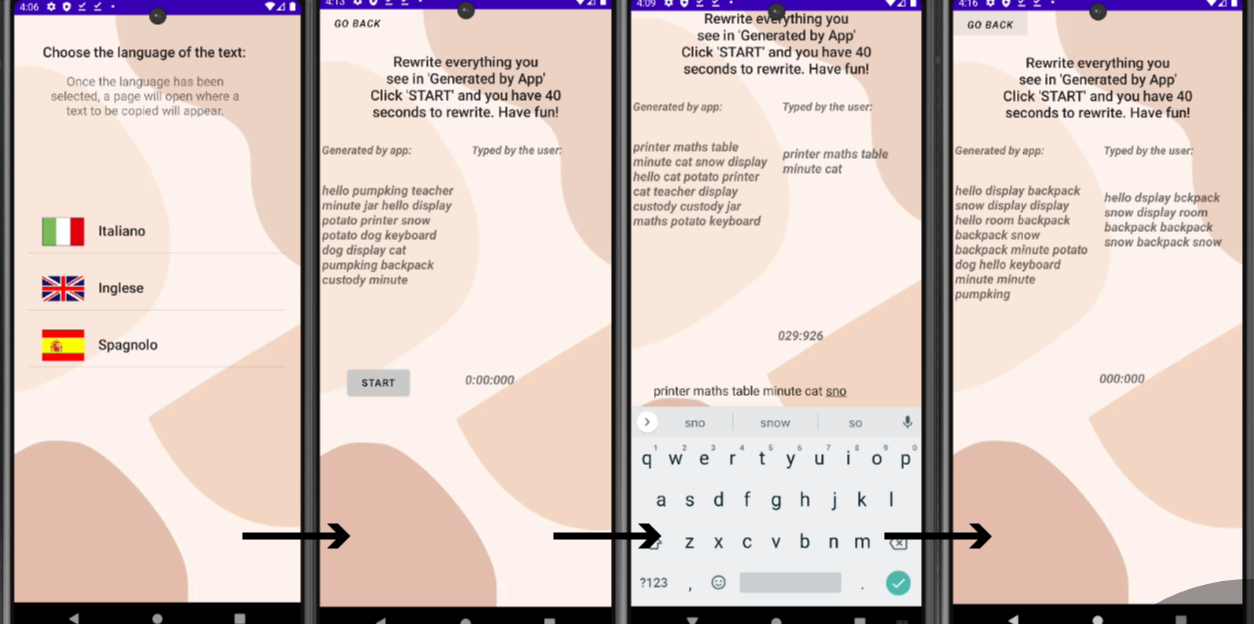 4:06
Choose the language of the text:
Once the language has been
selected, a page will open where a
text to be copied will appear.
Italiano
Inglese
Spagnolo
4:13
GO BACK
Rewrite everything you
see in 'Generated by App'
Click 'START' and you have 40
seconds to rewrite. Have fun!
Generated by app:
Typed by the user:
hello pumpking teacher
minute jar hello display
potato printer snow
potato dog keyboard
dog display cat
pumpking backpack
custody minute
START
0:00:000
4:09
Rewrite everything you
see in 'Generated by App'
Click 'START' and you have 40
seconds to rewrite. Have fun!
Generated by app:
Typed by the user:
printer maths table
minute cat snow display
hello cat potato printer
cat teacher display
custody custody jar
maths potato keyboard
printer maths table
minute cat
029:926
printer maths table minute cat sno
sno snow so
q1 w2 e3 r4 t5 y6 u7 i8 o9 p0
a s d f g h j k l
z x c v b n m
?123 , .
4:16
GO BACK
Rewrite everything you
see in 'Generated by App'
Click 'START' and you have 40
seconds to rewrite. Have fun!
Generated by app:
Typed by the user:
hello display backpack
snow display display
hello room backpack
backpack snow
backpack minute potato
dog hello keyboard
minute minute
pumpking
hello dsplay bckpack
snow display room
backpack backpack
snow backpack snow
000:000